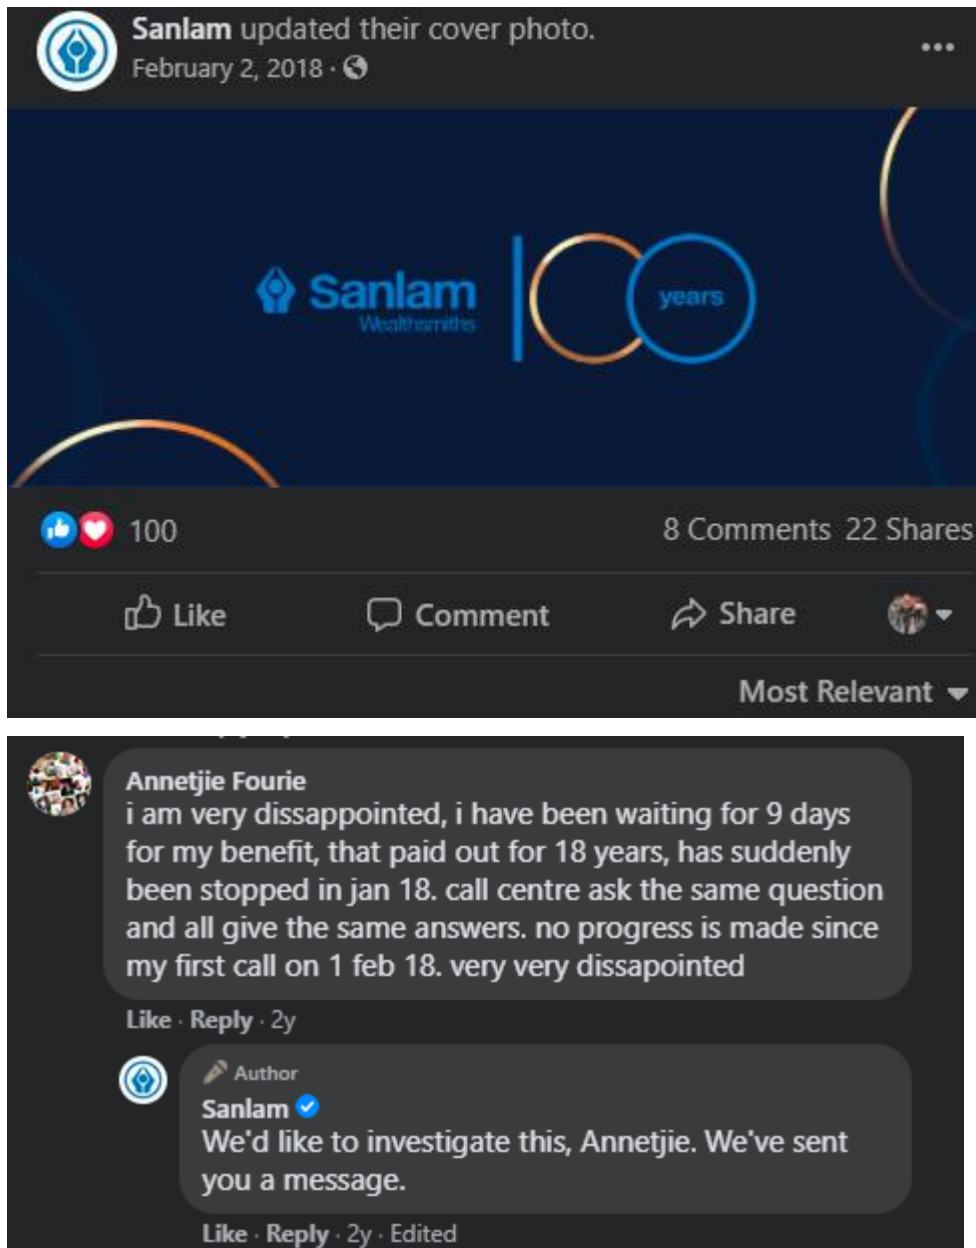 Sanlam updated their cover photo.
February 2, 2018 ·
Sanlam
Wealthsmiths
100 years
100
8 Comments 22 Shares
Like Comment Share
Most Relevant
Annetjie Fourie
i am very dissappointed, i have been waiting for 9 days
for my benefit, that paid out for 18 years, has suddenly
been stopped in jan 18. call centre ask the same question
and all give the same answers. no progress is made since
my first call on 1 feb 18. very very dissapointed
Like · Reply · 2y
Author
Sanlam
We'd like to investigate this, Annetjie. We've sent
you a message.
Like · Reply · 2y · Edited